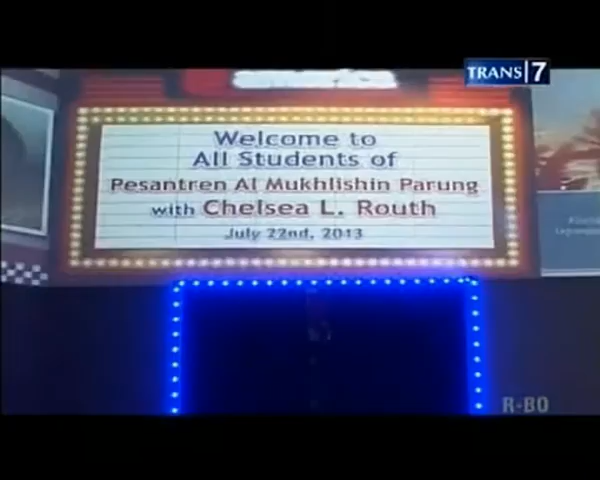 TRANS|7
Welcome to
All Students of
Pesantren Al Mukhlishin Parung
with Chelsea L. Routh
July 22nd, 2013
R-BO